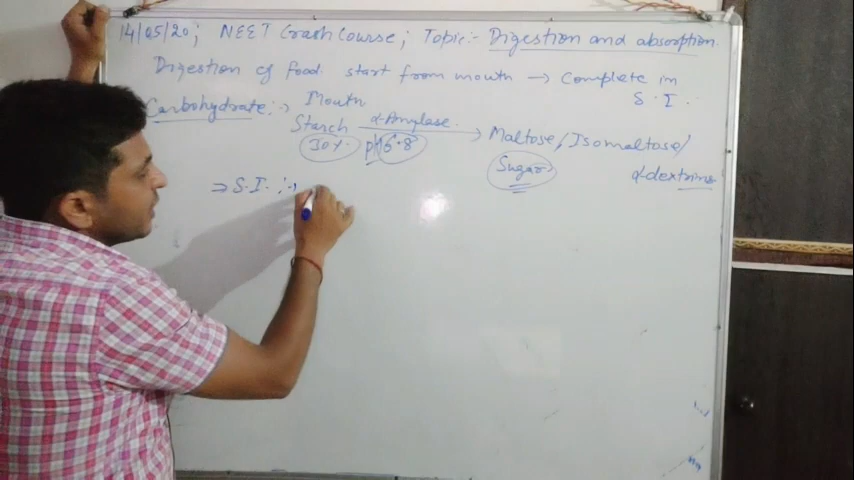 14/05/20; NEET Crash Course; Topic:- Digestion and absorption
Digestion of food start from mouth → Complete in
S.I.
Carbohydrate:→ Mouth
Starch α-Amylase → Maltose/Isomaltose/
30%. pH 6.8 Sugar α-dextrins
⇒ S.I. :→